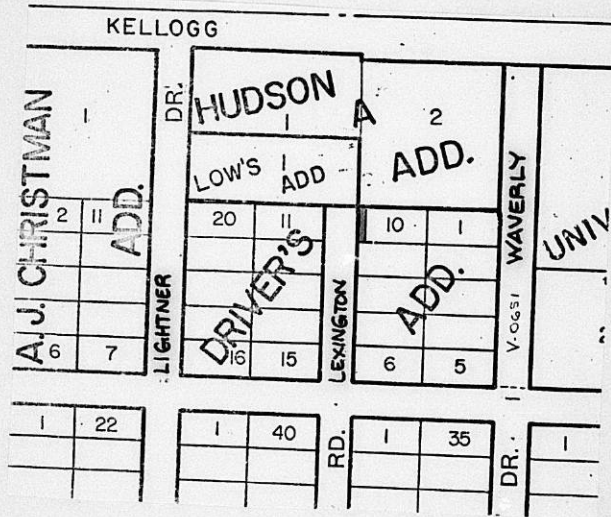 KELLOGG
A. J. CHRISTMAN ADD.
1
2 11
6 7
LIGHTNER DR.
HUDSON A ADD.
1 2
LOW'S 1 ADD
DRIVER'S ADD.
20 11 10 1
16 15 6 5
LEXINGTON RD.
WAVERLY DR.
V-0651
UNIV
1 22 1 40 1 35 1